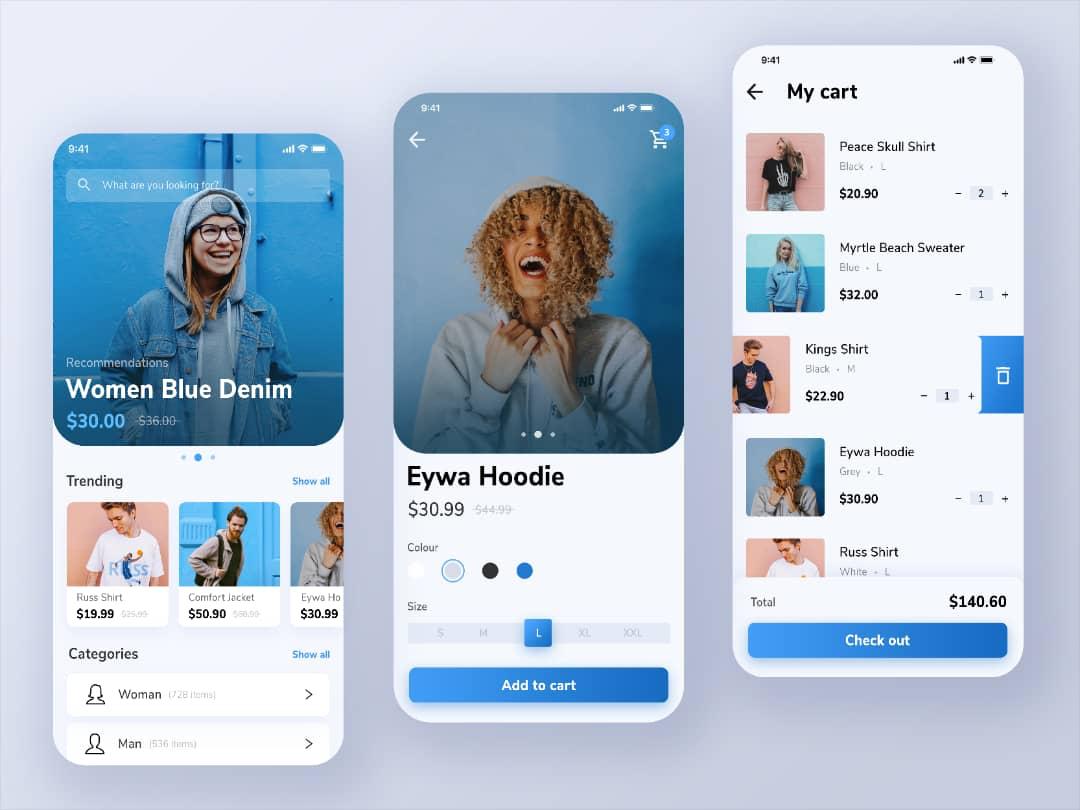 9:41
What are you looking for?
Recommendations
Women Blue Denim
$30.00 $36.00
Trending Show all
Russ Shirt
$19.99 $25.99
Comfort Jacket
$50.90
Eywa Ho
$30.99
Categories Show all
Woman (728 items)
Man (536 items)
9:41
3
Eywa Hoodie
$30.99 $44.99
Colour
Size
S M L XL XXL
Add to cart
9:41
My cart
Peace Skull Shirt
Black • L
$20.90 − 2 +
Myrtle Beach Sweater
Blue • L
$32.00 − 1 +
Kings Shirt
Black • M
$22.90 − 1 +
Eywa Hoodie
Grey • L
$30.90 − 1 +
Russ Shirt
White • L
Total $140.60
Check out